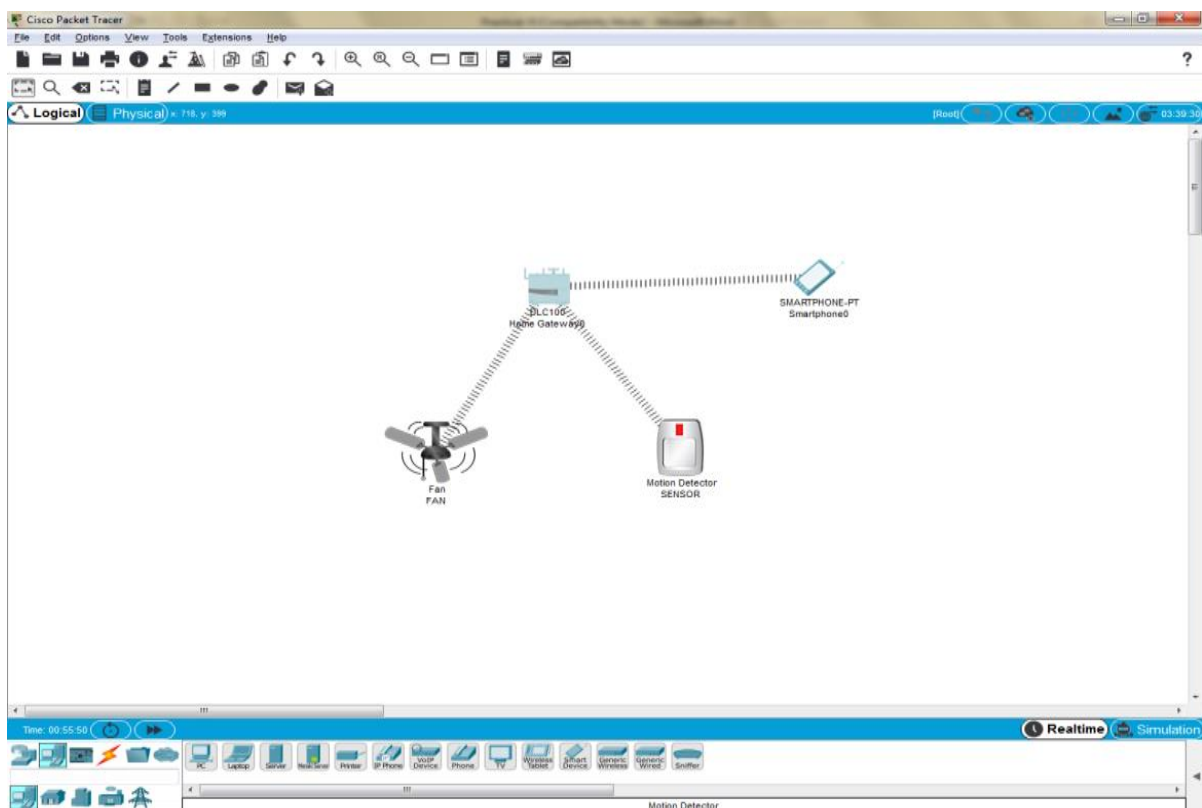 Cisco Packet Tracer
File Edit Options View Tools Extensions Help
?
Logical Physical x: 718, y: 399 [Root] 03:39:30
DLC100
Home Gateway0
SMARTPHONE-PT
Smartphone0
Fan
FAN
Motion Detector
SENSOR
Time: 00:55:50 Realtime Simulation
PC Laptop Server Printer IP Phone VoIP Device Phone TV Wireless Tablet Smart Device Generic Wireless Generic Wired Sniffer
Motion Detector